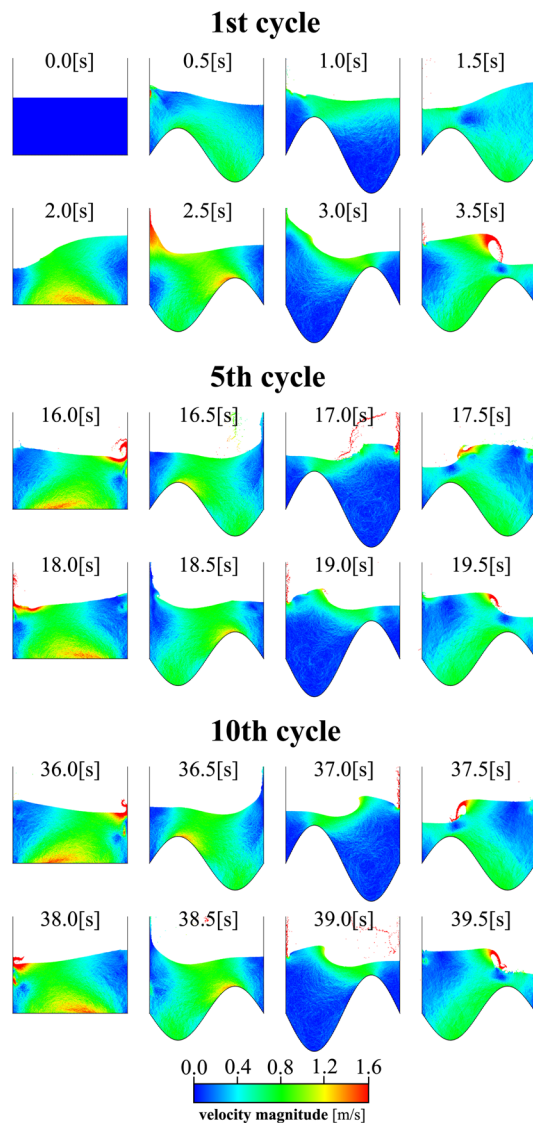 1st cycle
0.0[s] 0.5[s] 1.0[s] 1.5[s]
2.0[s] 2.5[s] 3.0[s] 3.5[s]
5th cycle
16.0[s] 16.5[s] 17.0[s] 17.5[s]
18.0[s] 18.5[s] 19.0[s] 19.5[s]
10th cycle
36.0[s] 36.5[s] 37.0[s] 37.5[s]
38.0[s] 38.5[s] 39.0[s] 39.5[s]
0.0 0.4 0.8 1.2 1.6
velocity magnitude [m/s]